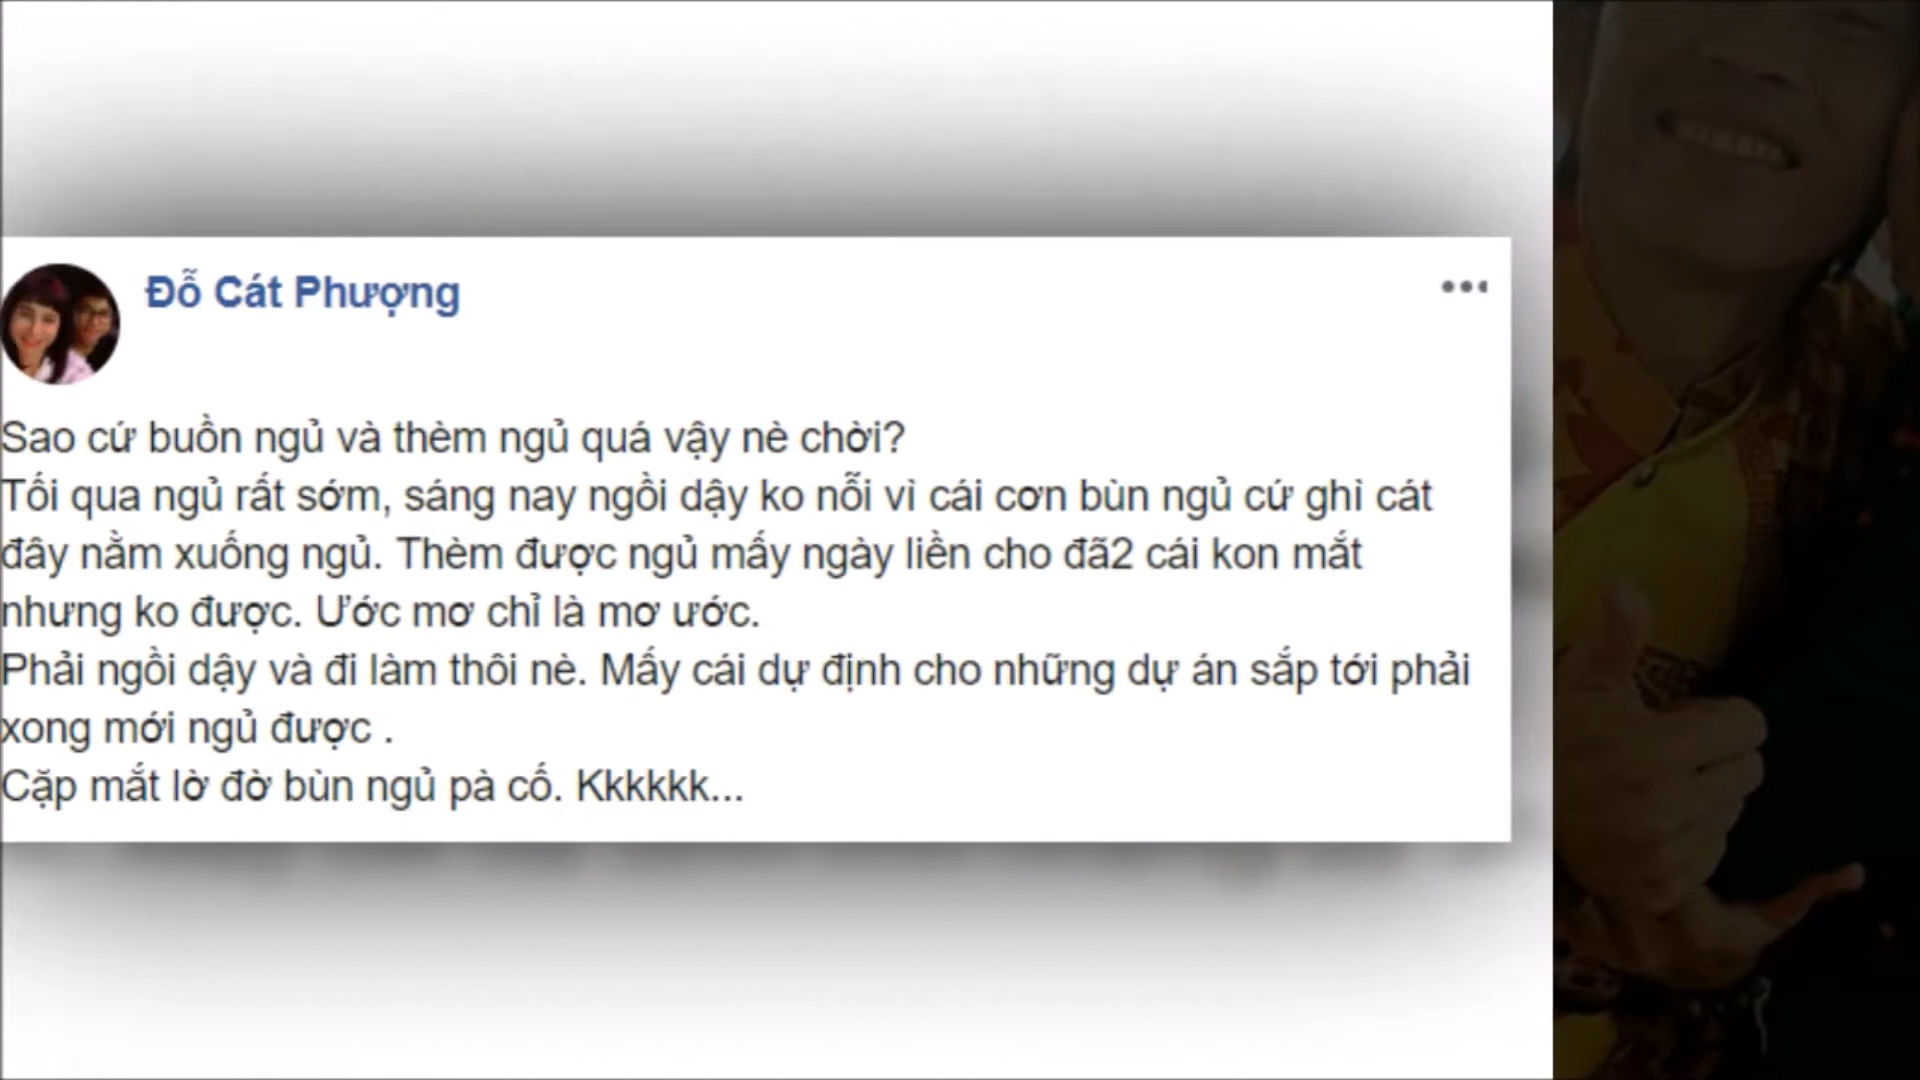 Đỗ Cát Phượng
Sao cứ buồn ngủ và thèm ngủ quá vậy nè chời?
Tối qua ngủ rất sớm, sáng nay ngồi dậy ko nỗi vì cái cơn bùn ngủ cứ ghì cát
đây nằm xuống ngủ. Thèm được ngủ mấy ngày liền cho đã2 cái kon mắt
nhưng ko được. Ước mơ chỉ là mơ ước.
Phải ngồi dậy và đi làm thôi nè. Mấy cái dự định cho những dự án sắp tới phải
xong mới ngủ được .
Cặp mắt lờ đờ bùn ngủ pà cố. Kkkkkk...